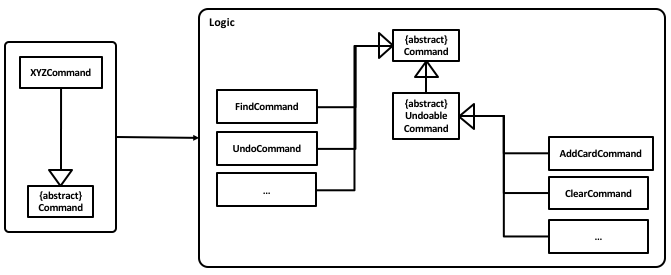 XYZCommand
{abstract}
Command
Logic
{abstract}
Command
FindCommand
UndoCommand
...
{abstract}
Undoable
Command
AddCardCommand
ClearCommand
...